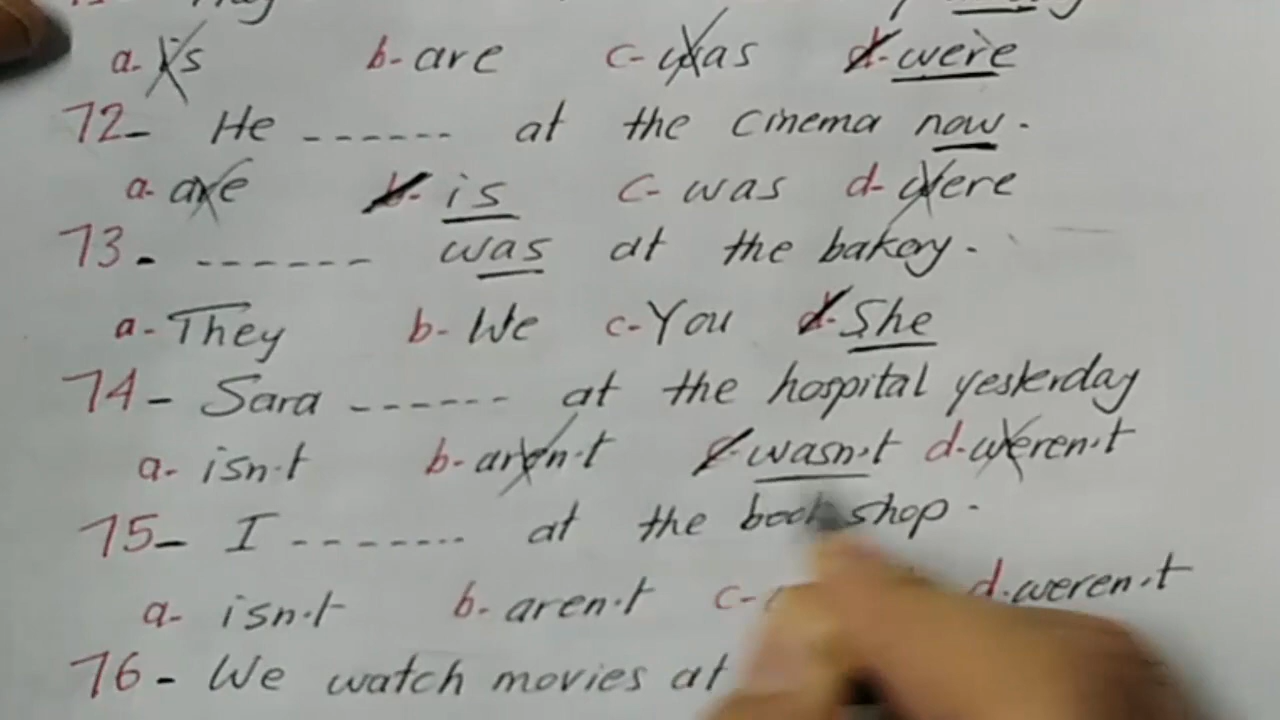 a- is b- are c- was d- were
72- He ------ at the cinema now.
a- are b- is c- was d- were
73- ------ was at the bakery.
a- They b- We c- You d- She
74- Sara ------ at the hospital yesterday
a- isn't b- aren't c- wasn't d- weren't
75- I ------- at the bookshop.
a- isn't b- aren't c- d- weren't
76- We watch movies at